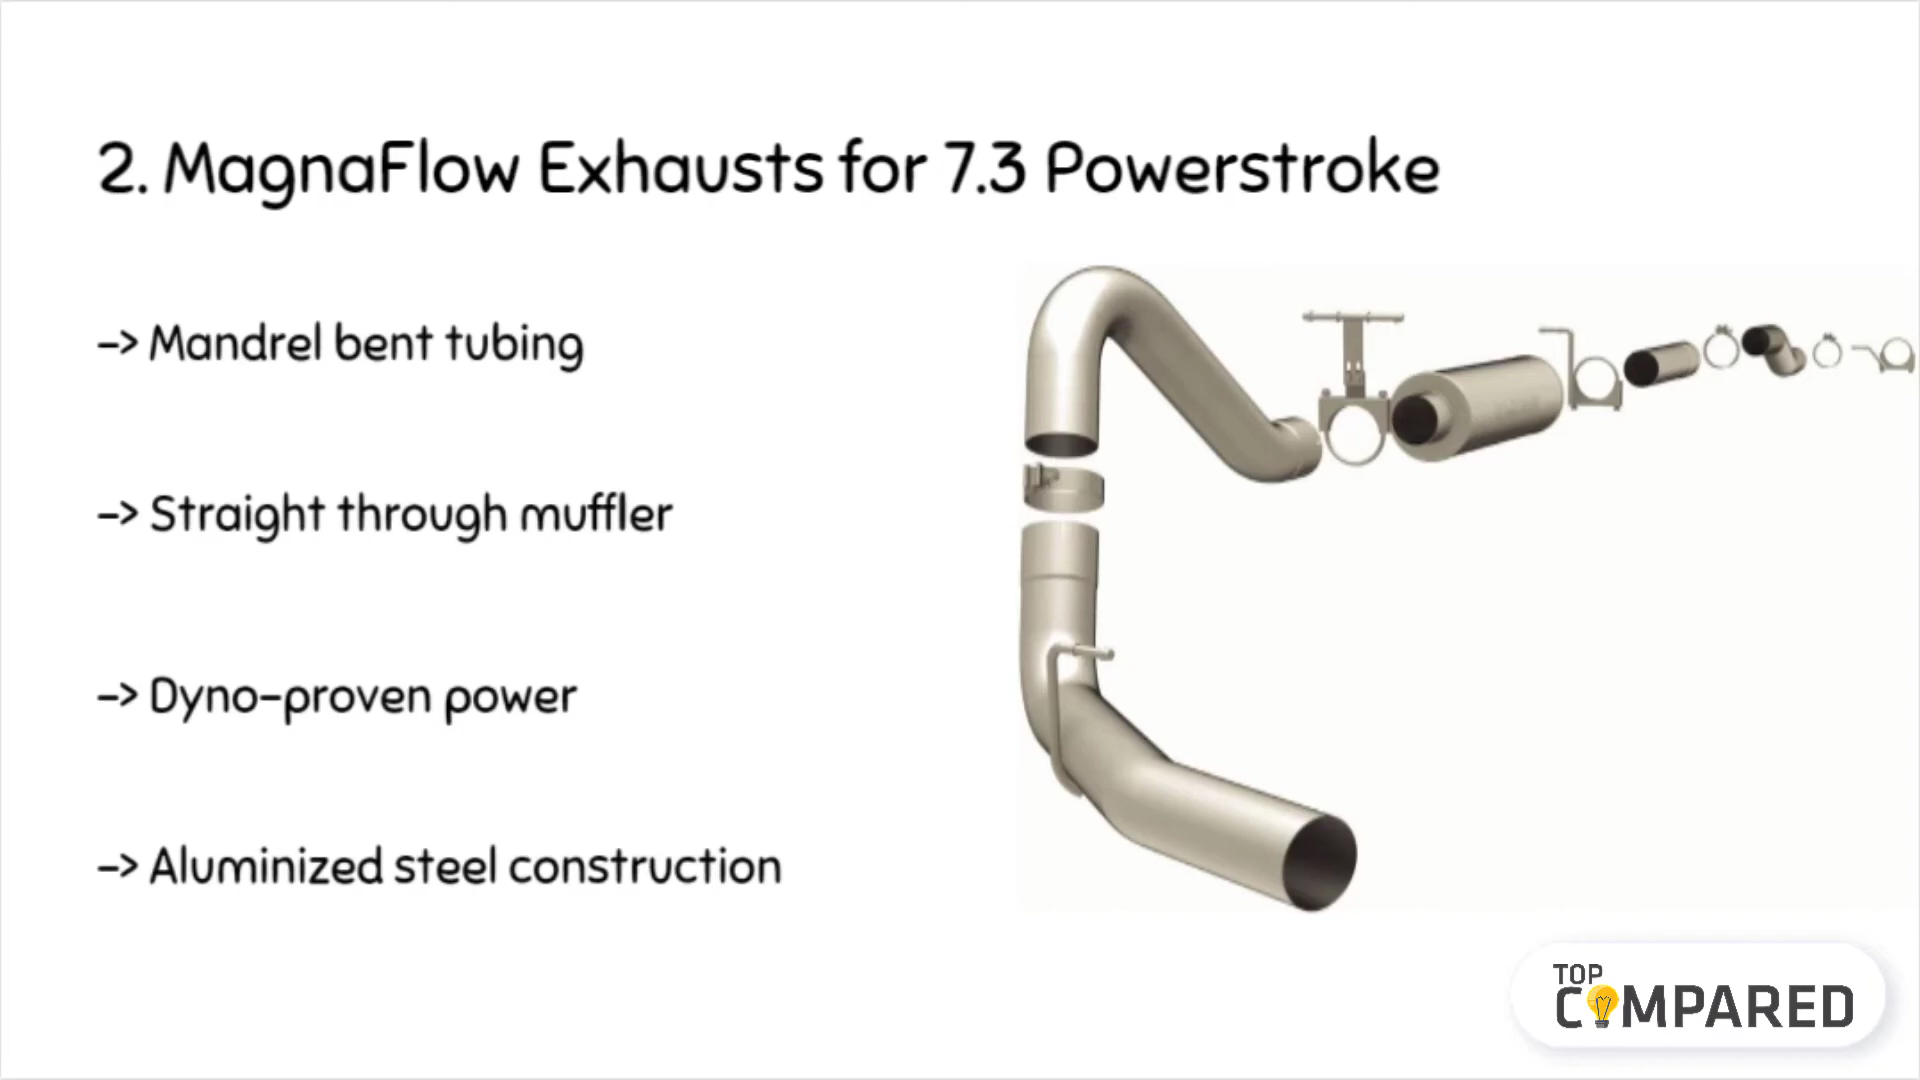 2. MagnaFlow Exhausts for 7.3 Powerstroke
-> Mandrel bent tubing
-> Straight through muffler
-> Dyno-proven power
-> Aluminized steel construction
TOP
COMPARED